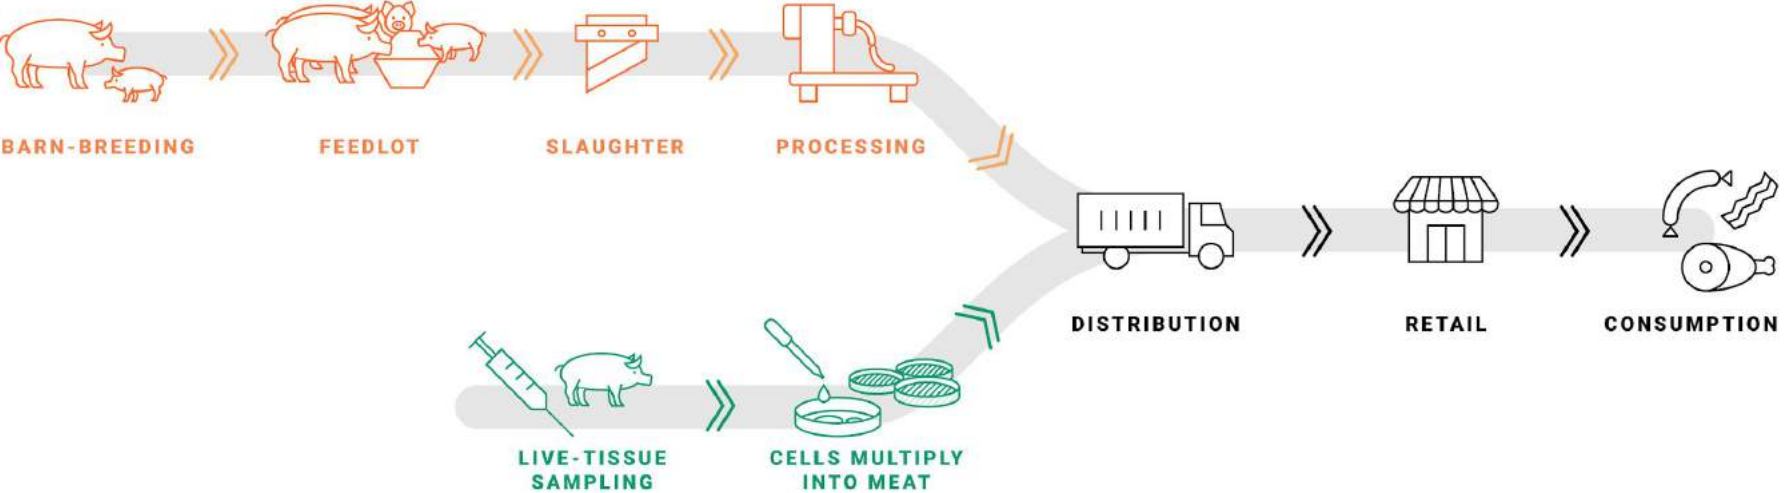 BARN-BREEDING
FEEDLOT
SLAUGHTER
PROCESSING
DISTRIBUTION
RETAIL
CONSUMPTION
LIVE-TISSUE
SAMPLING
CELLS MULTIPLY
INTO MEAT